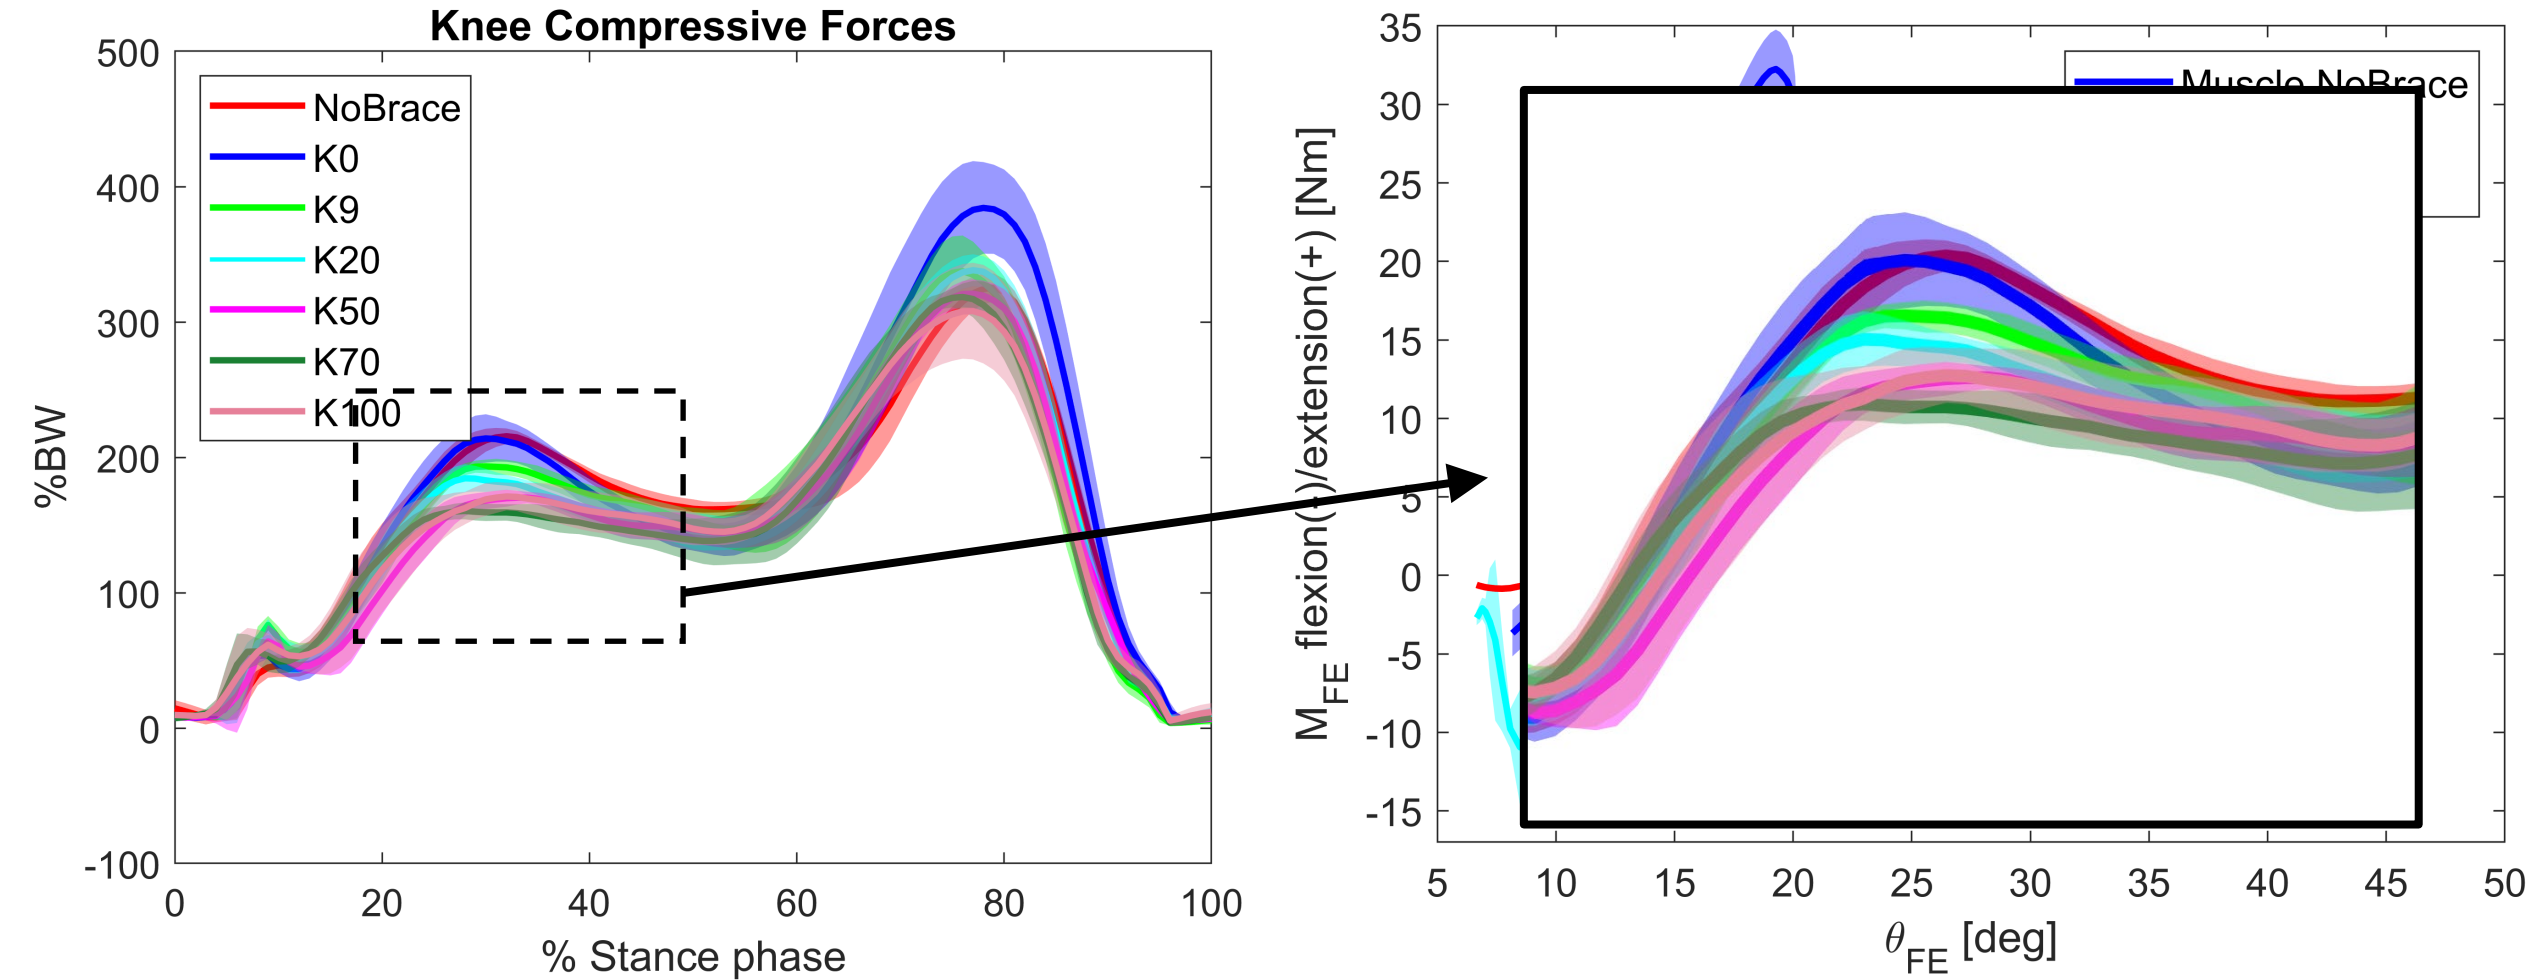 Knee Compressive Forces
500
400
300
200
100
0
-100
%BW
NoBrace
K0
K9
K20
K50
K70
K100
0 20 40 60 80 100
% Stance phase
35
30
25
20
15
10
5
0
-5
-10
-15
M_FE flexion(-)/extension(+) [Nm]
Muscle NoBrace
5 10 15 20 25 30 35 40 45 50
θ_FE [deg]